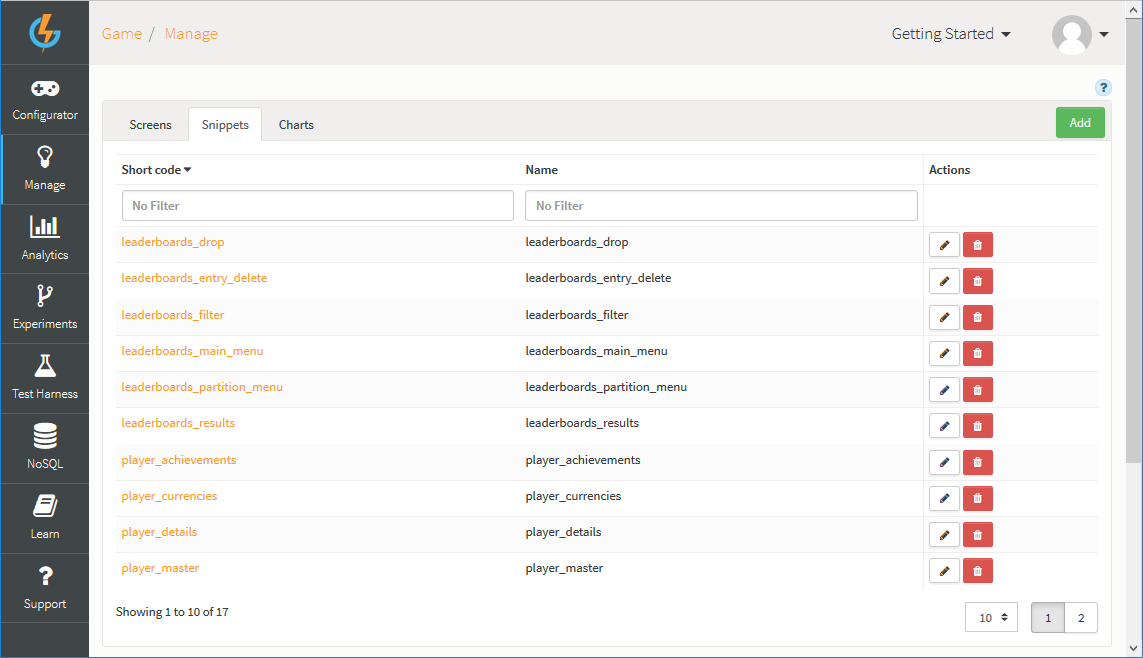 Game / Manage
Getting Started
Configurator
Manage
Analytics
Experiments
Test Harness
NoSQL
Learn
? Support
?
Screens Snippets Charts
Add
Short code Name Actions
No Filter No Filter
leaderboards_drop leaderboards_drop
leaderboards_entry_delete leaderboards_entry_delete
leaderboards_filter leaderboards_filter
leaderboards_main_menu leaderboards_main_menu
leaderboards_partition_menu leaderboards_partition_menu
leaderboards_results leaderboards_results
player_achievements player_achievements
player_currencies player_currencies
player_details player_details
player_master player_master
Showing 1 to 10 of 17
10 1 2